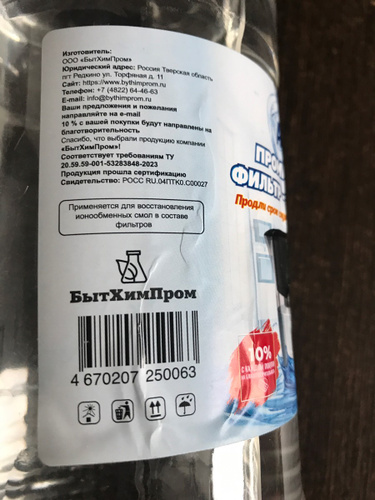 Изготовитель:
ООО «БытХимПром»
Юридический адрес: Россия Тверская область
пгт Редкино ул. Торфяная д. 11
Сайт: https://www.bythimprom.ru
Телефон: +7 (4822) 64-46-63
E-mail: info@bythimprom.ru
Ваши предложения и пожелания
направляйте на e-mail
10 % с вашей покупки будут направлены на
благотворительность
Спасибо, что выбрали продукцию компании
«БытХимПром»!
Соответствует требованиям ТУ
20.59.59-001-53283848-2023
Продукция прошла сертификацию
Свидетельство: РОСС RU.04ПТК0.С00027
Применяется для восстановления
ионообменных смол в составе
фильтров
БытХимПром
4 670207 250063
ПРО
ФИЛЬТ
Продли срок
10%